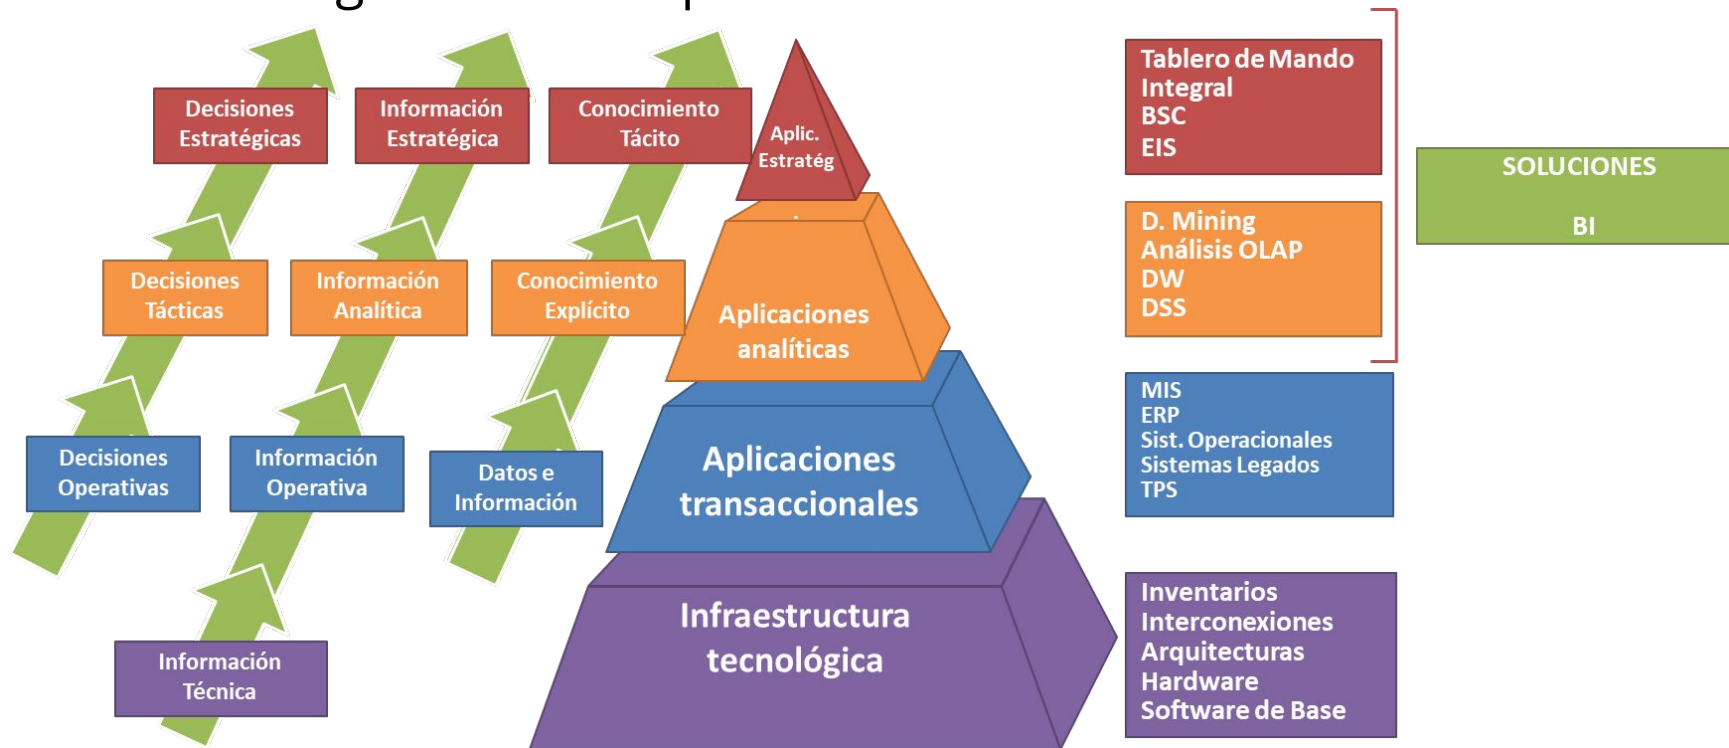 Decisiones
Estratégicas
Información
Estratégica
Conocimiento
Tácito
Aplic.
Estratég
Tablero de Mando
Integral
BSC
EIS
SOLUCIONES
BI
Decisiones
Tácticas
Información
Analítica
Conocimiento
Explícito
Aplicaciones
analíticas
D. Mining
Análisis OLAP
DW
DSS
Decisiones
Operativas
Información
Operativa
Datos e
Información
Aplicaciones
transaccionales
MIS
ERP
Sist. Operacionales
Sistemas Legados
TPS
Información
Técnica
Infraestructura
tecnológica
Inventarios
Interconexiones
Arquitecturas
Hardware
Software de Base